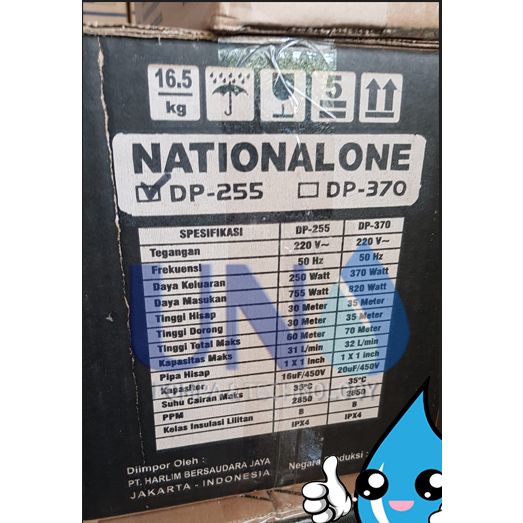 16.5
kg
5
NATIONALONE
DP-255 DP-370
SPESIFIKASI DP-255 DP-370
Tegangan 220 V~ 220 V~
Frekuensi 50 Hz 50 Hz
Daya Keluaran 250 Watt 370 Watt
Daya Masukan 755 Watt 820 Watt
Tinggi Hisap 30 Meter 35 Meter
Tinggi Dorong 30 Meter 35 Meter
Tinggi Total Maks 60 Meter 70 Meter
Kapasitas Maks 31 L/min 32 L/min
Pipa Hisap 1 X 1 Inch 1 X 1 Inch
Kapasitor 16uF/450V 20uF/450V
Suhu Cairan Maks 35°C 35°C
PPM 2850 2850
Kelas Insulasi Lilitan B B
IPX4 IPX4
Diimpor Oleh : Negara Produksi :
PT. HARLIM BERSAUDARA JAYA
JAKARTA - INDONESIA